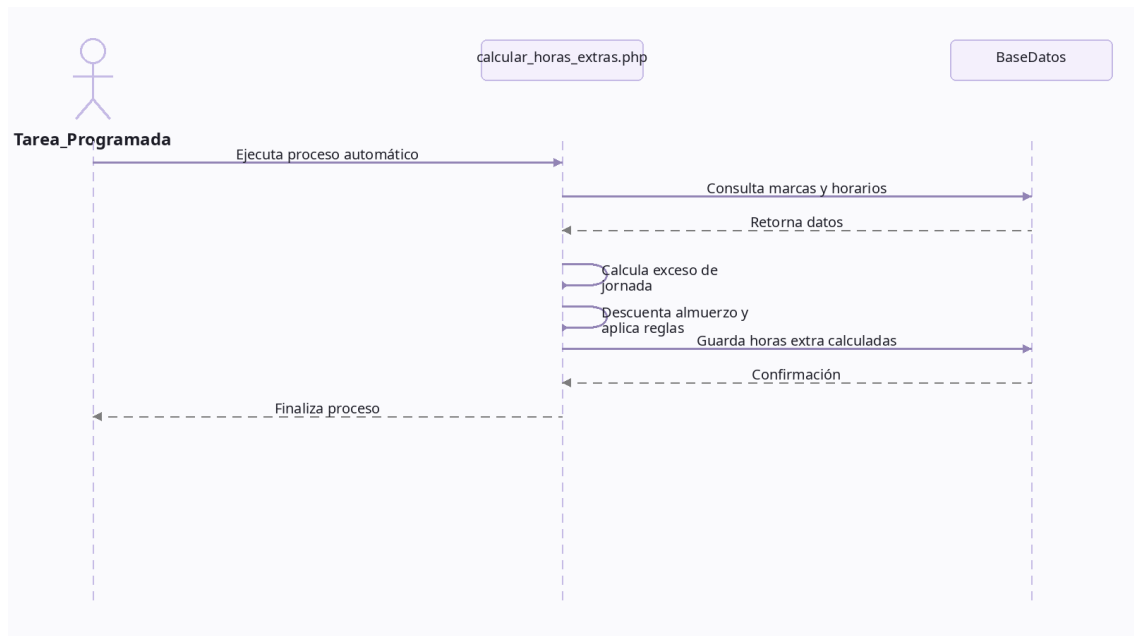 calcular_horas_extras.php
BaseDatos
Tarea_Programada
Ejecuta proceso automático
Consulta marcas y horarios
Retorna datos
Calcula exceso de
jornada
Descuenta almuerzo y
aplica reglas
Guarda horas extra calculadas
Confirmación
Finaliza proceso